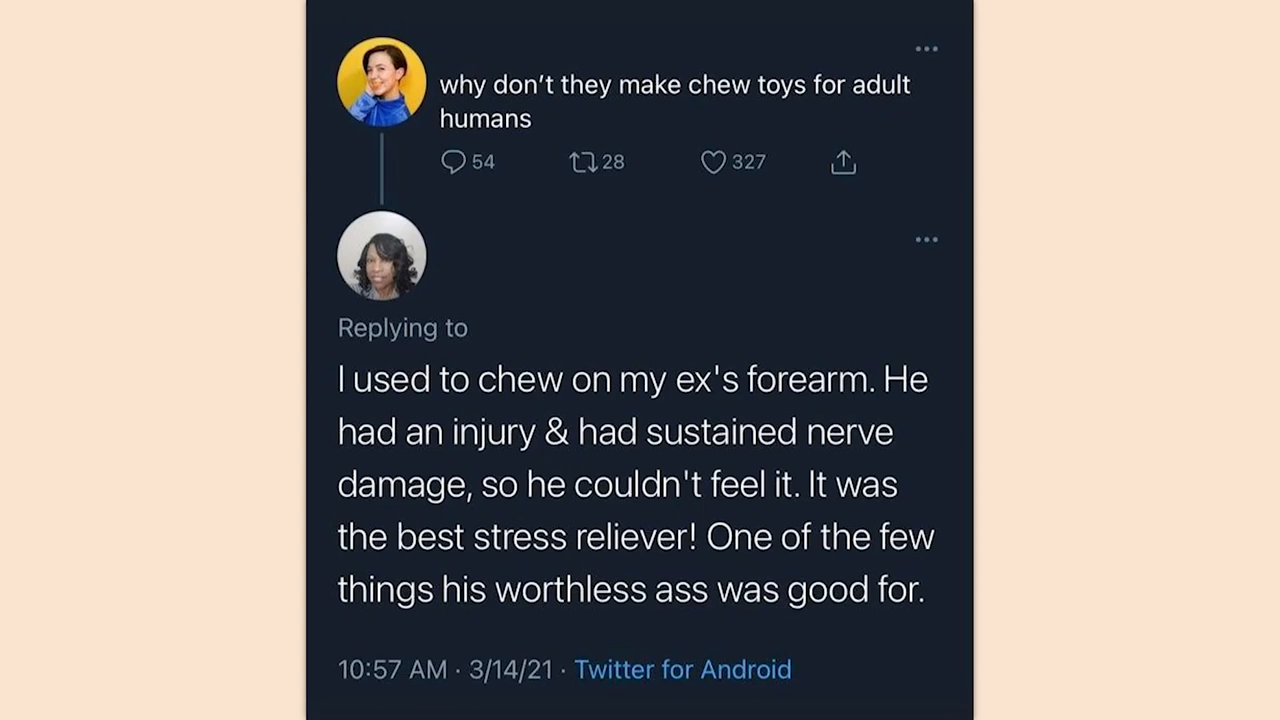 why don’t they make chew toys for adult
humans
54 28 327
Replying to
I used to chew on my ex's forearm. He
had an injury & had sustained nerve
damage, so he couldn't feel it. It was
the best stress reliever! One of the few
things his worthless ass was good for.
10:57 AM · 3/14/21 · Twitter for Android